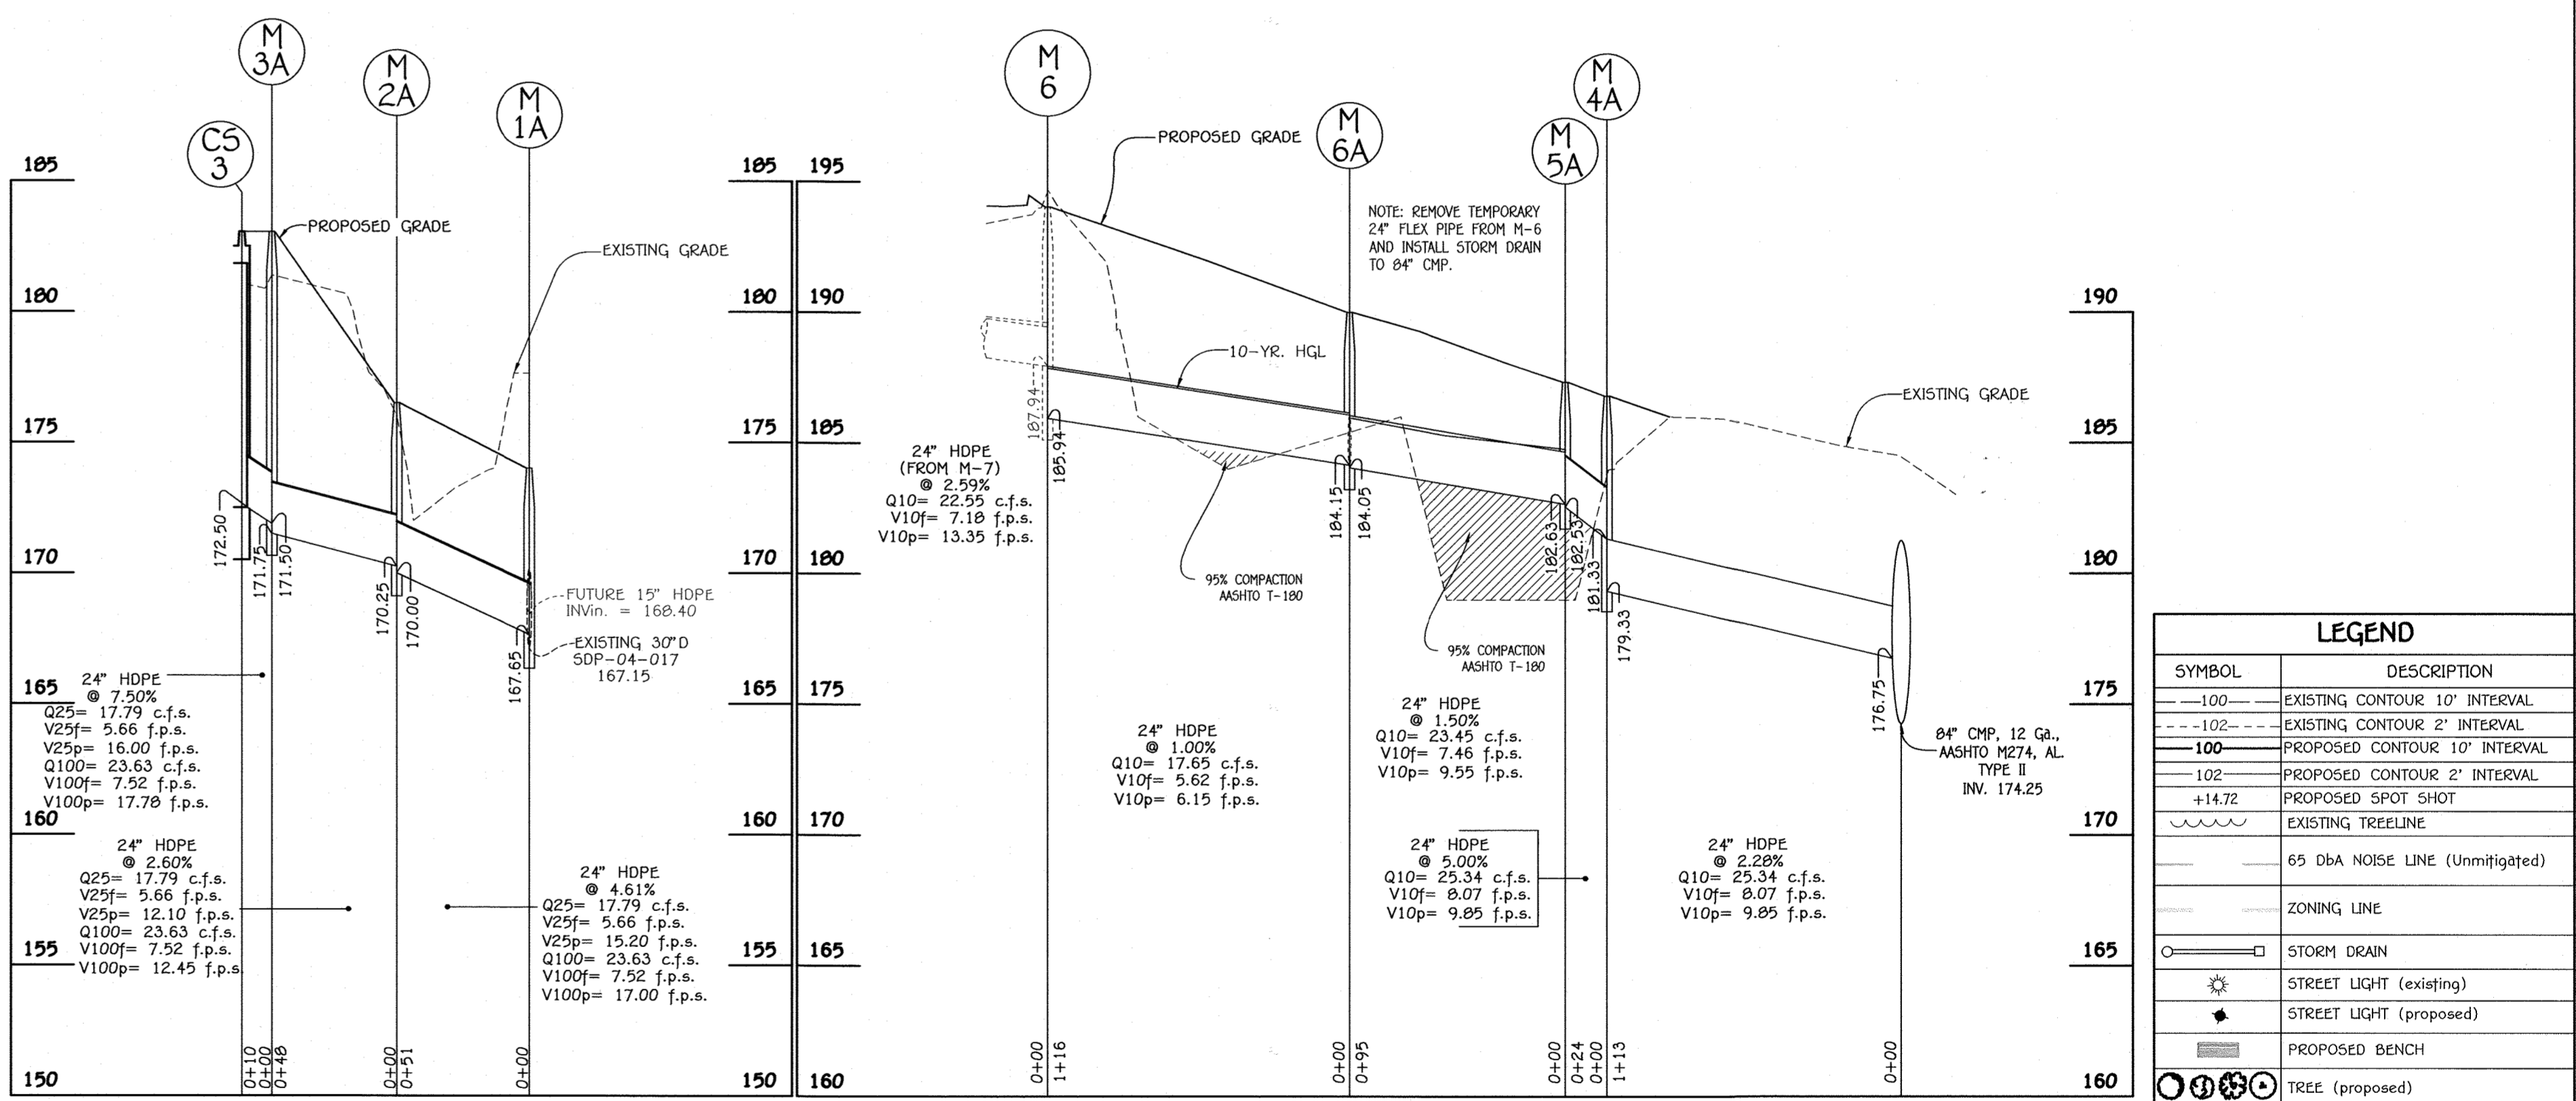 M
3A
M
2A
M
1A
CS
3
185
180
175
170
165
160
155
150
PROPOSED GRADE
EXISTING GRADE
172.50
171.75
171.50
170.25
170.00
167.65
FUTURE 15" HDPE
INVin. = 168.40
EXISTING 30"D
SDP-04-017
167.15
24" HDPE
@ 7.50%
Q25= 17.79 c.f.s.
V25f= 5.66 f.p.s.
V25p= 16.00 f.p.s.
Q100= 23.63 c.f.s.
V100f= 7.52 f.p.s.
V100p= 17.78 f.p.s.
24" HDPE
@ 2.60%
Q25= 17.79 c.f.s.
V25f= 5.66 f.p.s.
V25p= 12.10 f.p.s.
Q100= 23.63 c.f.s.
V100f= 7.52 f.p.s.
V100p= 12.45 f.p.s.
24" HDPE
@ 4.61%
Q25= 17.79 c.f.s.
V25f= 5.66 f.p.s.
V25p= 15.20 f.p.s.
Q100= 23.63 c.f.s.
V100f= 7.52 f.p.s.
V100p= 17.00 f.p.s.
0+10
0+00
0+48
0+00
0+51
0+00
185
180
175
170
165
160
155
150
195
190
185
180
175
170
165
160
M
6
M
6A
M
5A
M
4A
PROPOSED GRADE
NOTE: REMOVE TEMPORARY
24" FLEX PIPE FROM M-6
AND INSTALL STORM DRAIN
TO 84" CMP.
10-YR. HGL
EXISTING GRADE
187.94
185.94
184.15
184.05
182.63
182.53
181.33
179.33
176.75
24" HDPE
(FROM M-7)
@ 2.59%
Q10= 22.55 c.f.s.
V10f= 7.18 f.p.s.
V10p= 13.35 f.p.s.
95% COMPACTION
AASHTO T-180
95% COMPACTION
AASHTO T-180
24" HDPE
@ 1.00%
Q10= 17.65 c.f.s.
V10f= 5.62 f.p.s.
V10p= 6.15 f.p.s.
24" HDPE
@ 1.50%
Q10= 23.45 c.f.s.
V10f= 7.46 f.p.s.
V10p= 9.55 f.p.s.
24" HDPE
@ 5.00%
Q10= 25.34 c.f.s.
V10f= 8.07 f.p.s.
V10p= 9.85 f.p.s.
24" HDPE
@ 2.28%
Q10= 25.34 c.f.s.
V10f= 8.07 f.p.s.
V10p= 9.85 f.p.s.
84" CMP, 12 Ga.,
AASHTO M274, AL.
TYPE II
INV. 174.25
0+00
1+16
0+00
0+95
0+00
0+24
0+00
1+13
0+00
190
185
180
175
170
165
160
LEGEND
SYMBOL DESCRIPTION
100 EXISTING CONTOUR 10' INTERVAL
102 EXISTING CONTOUR 2' INTERVAL
100 PROPOSED CONTOUR 10' INTERVAL
102 PROPOSED CONTOUR 2' INTERVAL
+14.72 PROPOSED SPOT SHOT
EXISTING TREELINE
65 DbA NOISE LINE (Unmitigated)
ZONING LINE
STORM DRAIN
STREET LIGHT (existing)
STREET LIGHT (proposed)
PROPOSED BENCH
TREE (proposed)